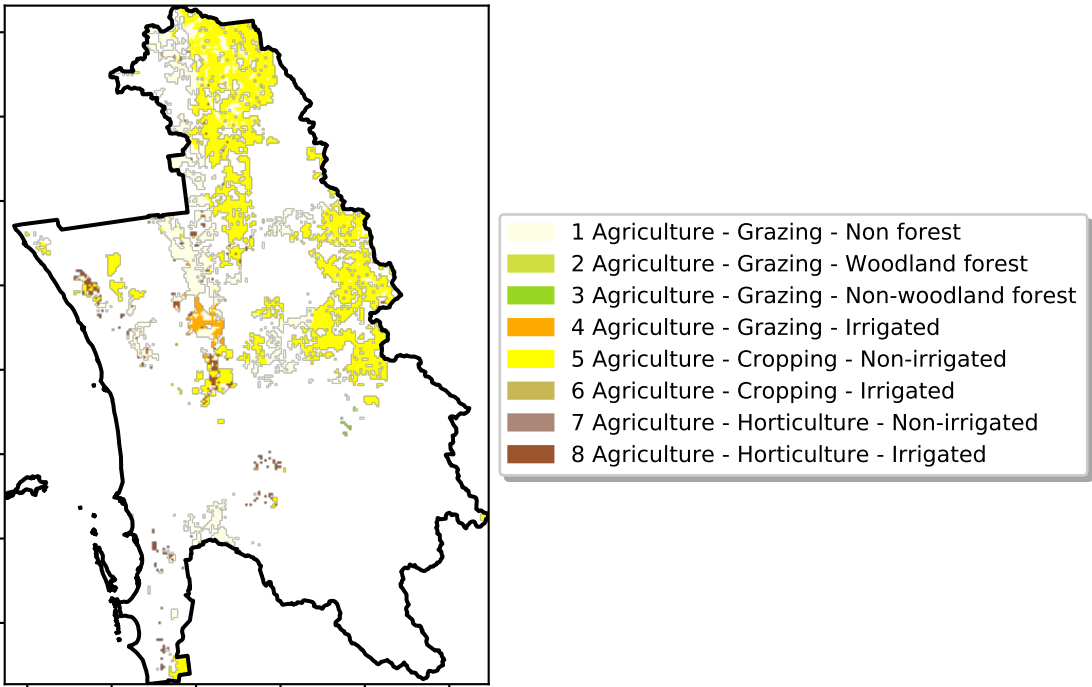 1 Agriculture - Grazing - Non forest
2 Agriculture - Grazing - Woodland forest
3 Agriculture - Grazing - Non-woodland forest
4 Agriculture - Grazing - Irrigated
5 Agriculture - Cropping - Non-irrigated
6 Agriculture - Cropping - Irrigated
7 Agriculture - Horticulture - Non-irrigated
8 Agriculture - Horticulture - Irrigated